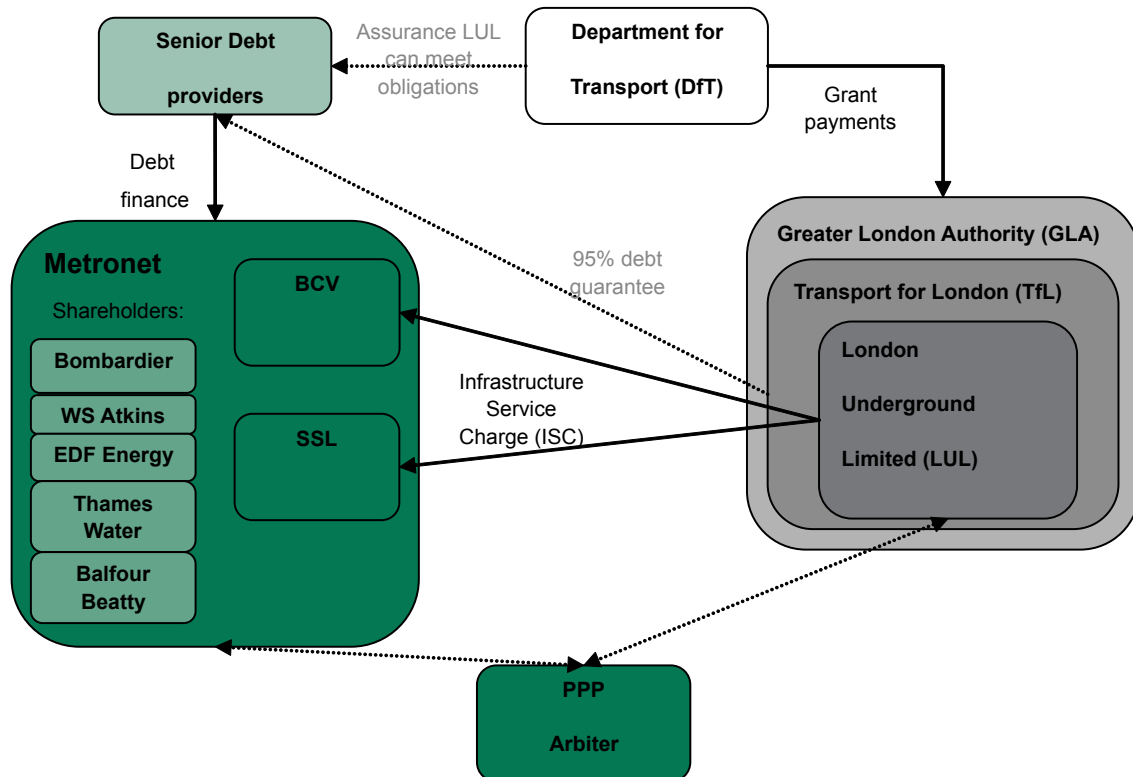 Senior Debt
providers
Assurance LUL
can meet
obligations
Department for
Transport (DfT)
Grant
payments
Debt
finance
Greater London Authority (GLA)
Metronet
BCV
95% debt
guarantee
Transport for London (TfL)
Shareholders:
London
Underground
Limited (LUL)
Bombardier
WS Atkins
EDF Energy
Thames
Water
Balfour
Beatty
Infrastructure
Service
Charge (ISC)
SSL
PPP
Arbiter